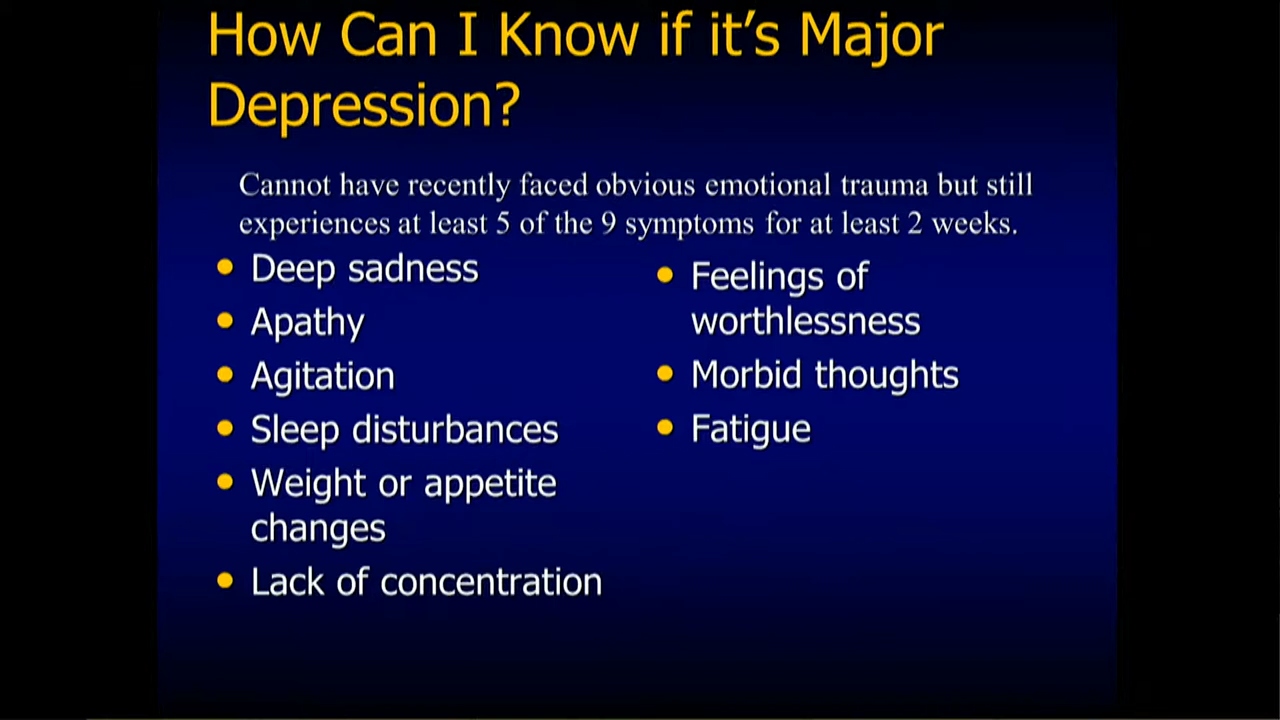 How Can I Know if it's Major
Depression?
Cannot have recently faced obvious emotional trauma but still
experiences at least 5 of the 9 symptoms for at least 2 weeks.
• Deep sadness
• Apathy
• Agitation
• Sleep disturbances
• Weight or appetite
changes
• Lack of concentration
• Feelings of
worthlessness
• Morbid thoughts
• Fatigue